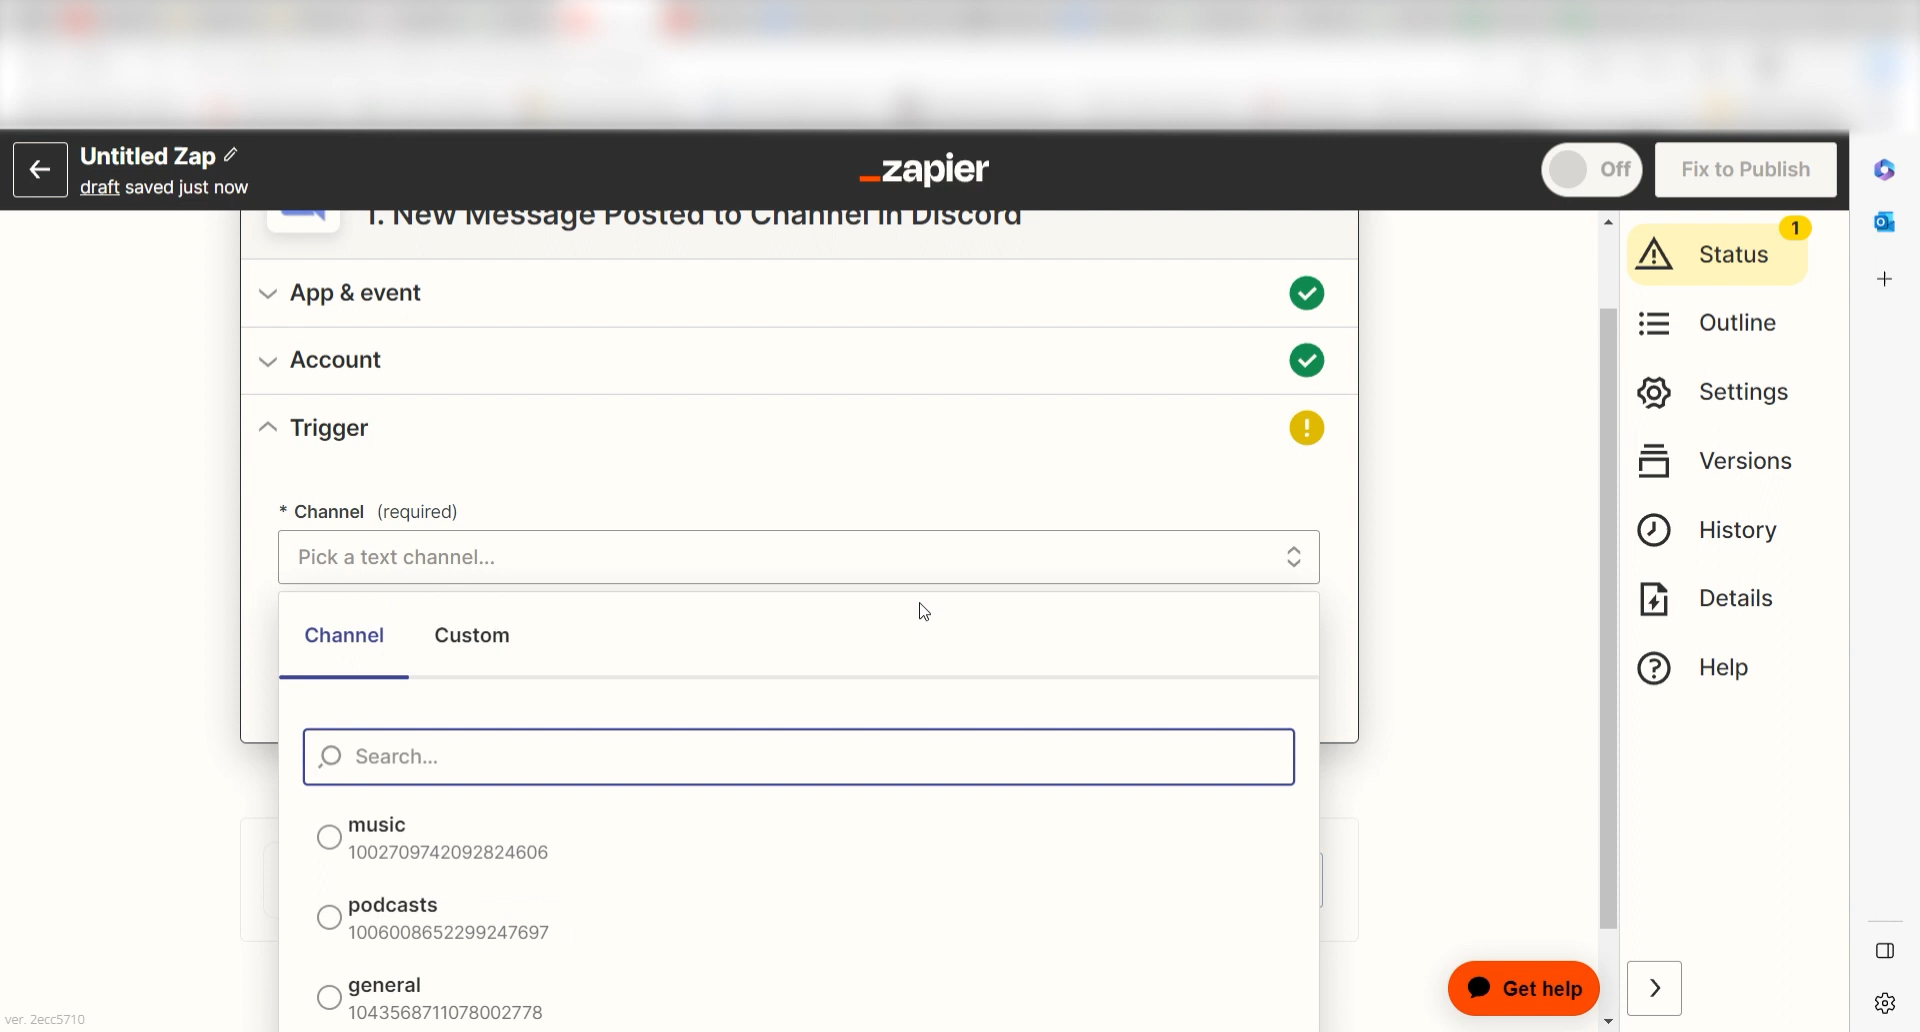 Untitled Zap
draft saved just now
zapier
Off
Fix to Publish
1. New Message Posted to Channel in Discord
App & event
Account
Trigger
* Channel (required)
Pick a text channel...
Channel Custom
Search...
music
1002709742092824606
podcasts
1006008652299247697
general
1043568711078002778
1
Status
Outline
Settings
Versions
History
Details
Help
Get help
ver. 2ecc5710